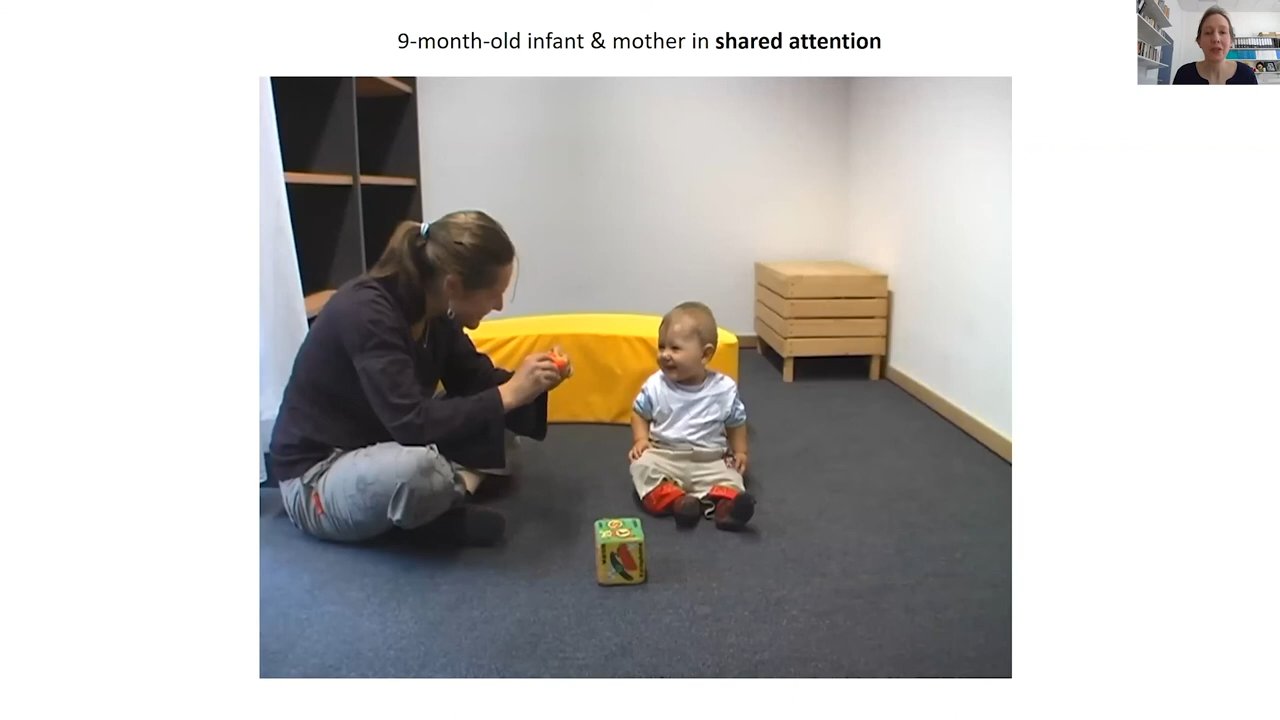 9-month-old infant & mother in shared attention